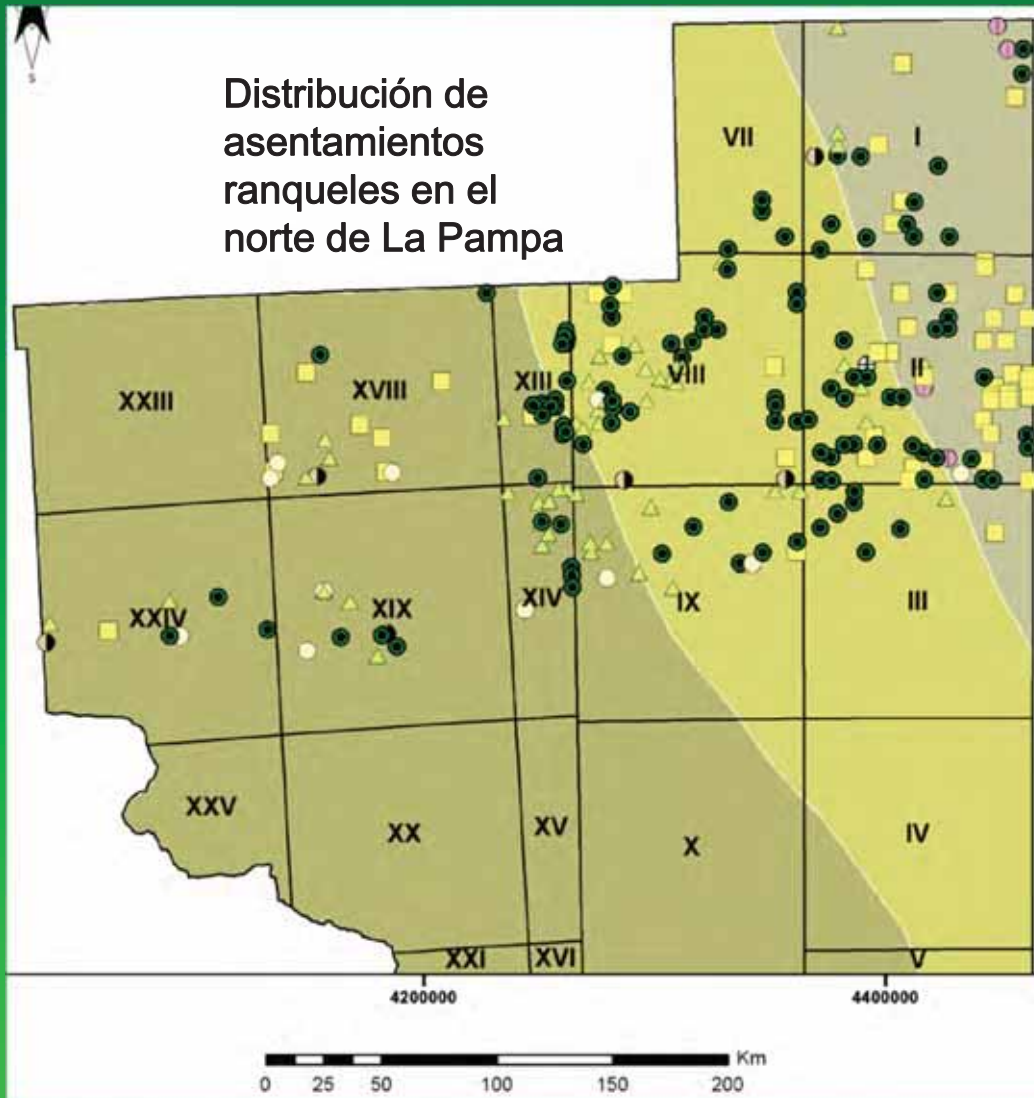 S
Distribución de
asentamientos
ranqueles en el
norte de La Pampa
VII
I
XXIII
XVIII
XIII
VIII
II
XXIV
XIX
XIV
IX
III
XXV
XX
XV
X
IV
XXI
XVI
V
4200000
4400000
Km
0 25 50 100 150 200